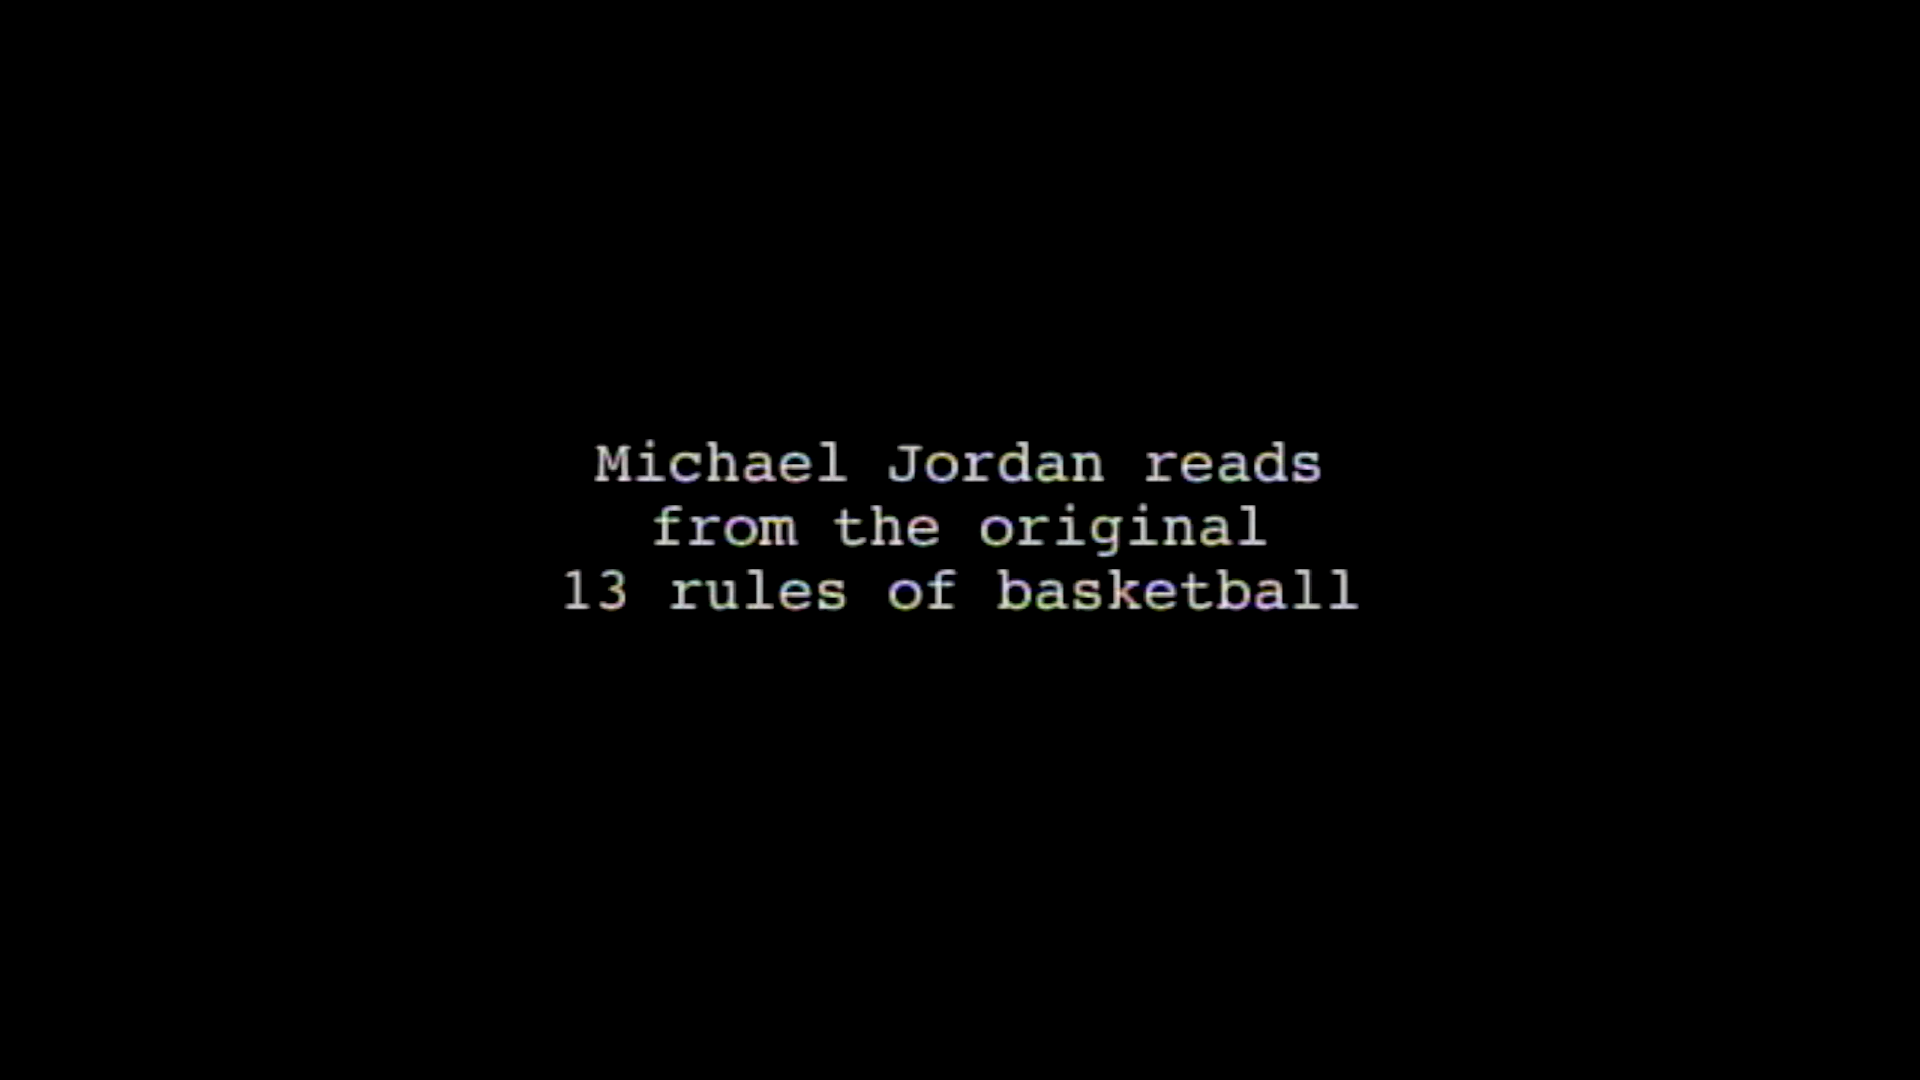 Michael Jordan reads
from the original
13 rules of basketball